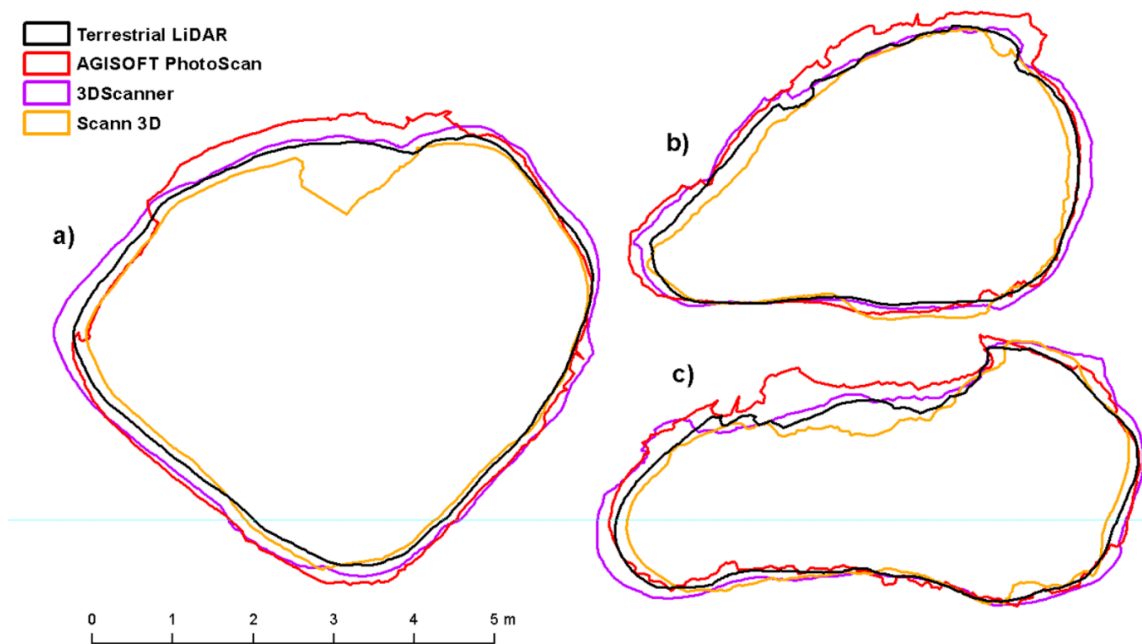 Terrestrial LiDAR
AGISOFT PhotoScan
3DScanner
Scann 3D
a)
b)
c)
0 1 2 3 4 5 m